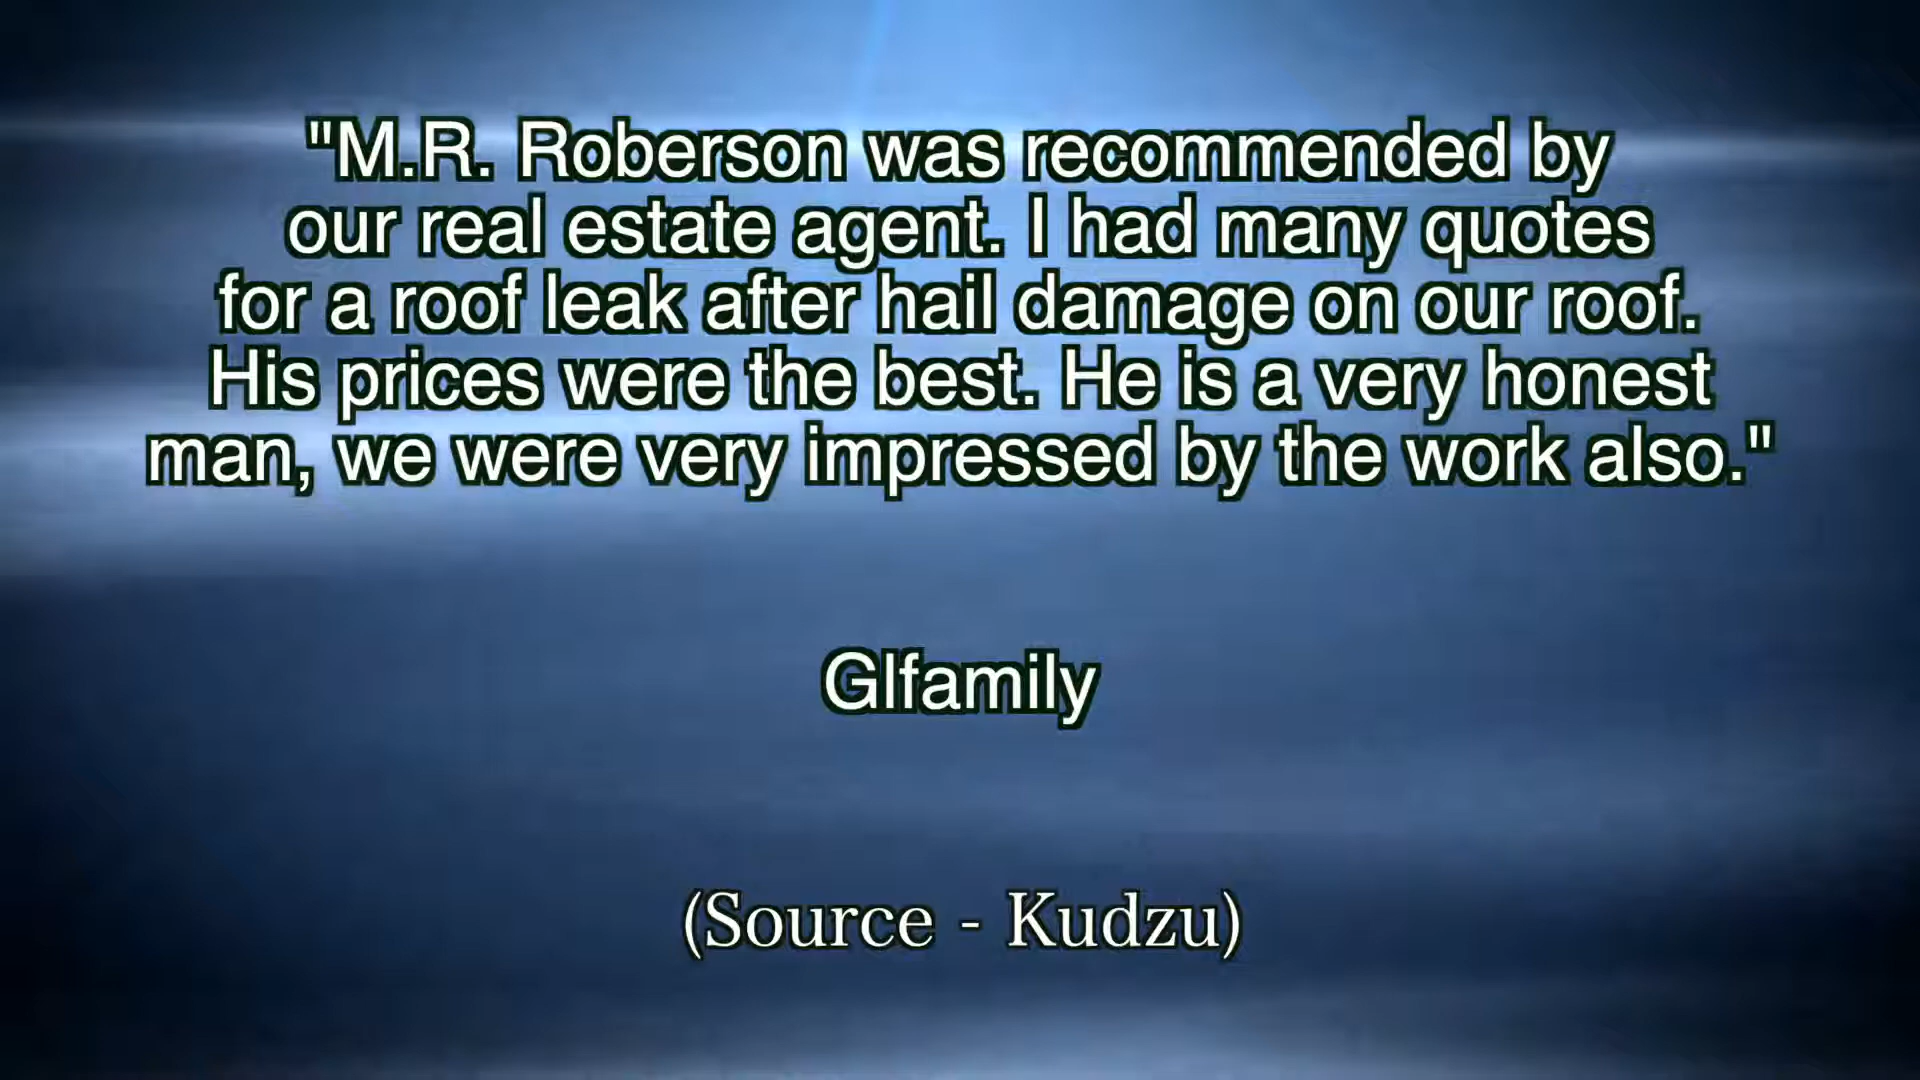 "M.R. Roberson was recommended by
our real estate agent. I had many quotes
for a roof leak after hail damage on our roof.
His prices were the best. He is a very honest
man, we were very impressed by the work also."
Glfamily
(Source - Kudzu)